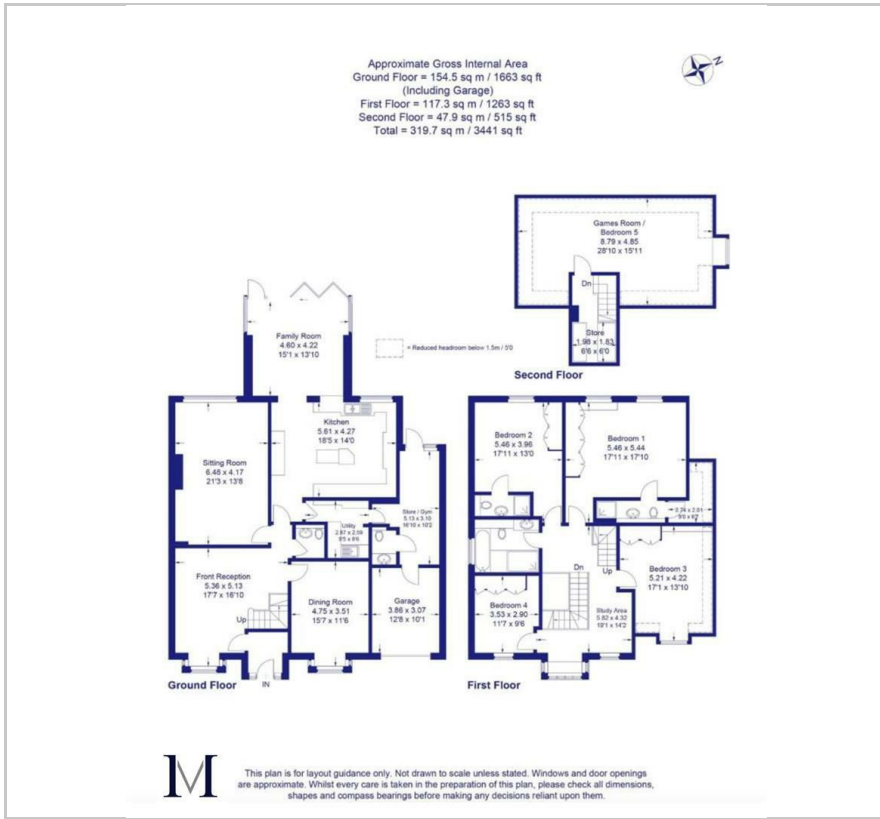 Approximate Gross Internal Area
Ground Floor = 154.5 sq m / 1663 sq ft
(Including Garage)
First Floor = 117.3 sq m / 1263 sq ft
Second Floor = 47.9 sq m / 515 sq ft
Total = 319.7 sq m / 3441 sq ft
N
Games Room /
Bedroom 5
8.79 x 4.85
28'10 x 15'11
Dn
Store
1.98 x 1.83
6'6 x 6'0
Second Floor
Family Room
4.60 x 4.22
15'1 x 13'10
= Reduced headroom below 1.5m / 5'0
Kitchen
5.61 x 4.27
18'5 x 14'0
Sitting Room
6.48 x 4.17
21'3 x 13'8
Store / Gym
5.13 x 3.10
16'10 x 10'2
Utility
2.87 x 2.59
Front Reception
5.36 x 5.13
17'7 x 16'10
Up
Dining Room
4.75 x 3.51
15'7 x 11'6
Garage
3.86 x 3.07
12'8 x 10'1
Ground Floor
IN
Bedroom 2
5.46 x 3.96
17'11 x 13'0
Bedroom 1
5.46 x 5.44
17'11 x 17'10
Bedroom 3
5.21 x 4.22
17'1 x 13'10
Dn
Up
Bedroom 4
3.53 x 2.90
11'7 x 9'6
Study Area
5.82 x 4.32
19'1 x 14'2
First Floor
M
This plan is for layout guidance only. Not drawn to scale unless stated. Windows and door openings
are approximate. Whilst every care is taken in the preparation of this plan, please check all dimensions,
shapes and compass bearings before making any decisions reliant upon them.